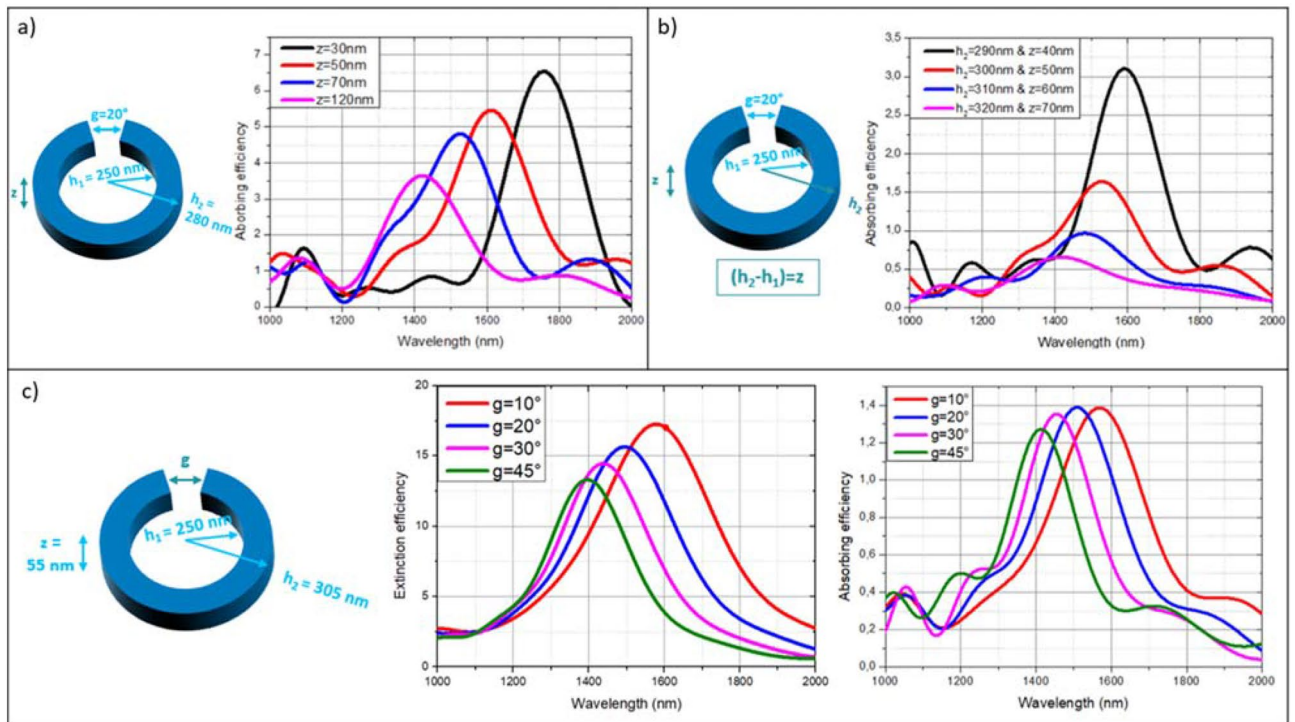 a)
g=20°
h₁ = 250 nm
z
h₂ =
280 nm
Aborbing efficiency
7
6
5
4
3
2
1
0
z=30nm
z=50nm
z=70nm
z=120nm
1000 1200 1400 1600 1800 2000
Wavelength (nm)
b)
g=20°
h₁ = 250 nm
z
h₂
(h₂-h₁)=z
Absorbing efficiency
3,5
3,0
2,5
2,0
1,5
1,0
0,5
0,0
h₂=290nm & z=40nm
h₂=300nm & z=50nm
h₂=310nm & z=60nm
h₂=320nm & z=70nm
1000 1200 1400 1600 1800 2000
Wavelength (nm)
c)
g
h₁ = 250 nm
z =
55 nm
h₂ = 305 nm
Extinction efficiency
20
15
10
5
0
g=10°
g=20°
g=30°
g=45°
1000 1200 1400 1600 1800 2000
Wavelength (nm)
Absorbing efficiency
1,4
1,2
1,0
0,8
0,6
0,4
0,2
0,0
g=10°
g=20°
g=30°
g=45°
1000 1200 1400 1600 1800 2000
Wavelength (nm)